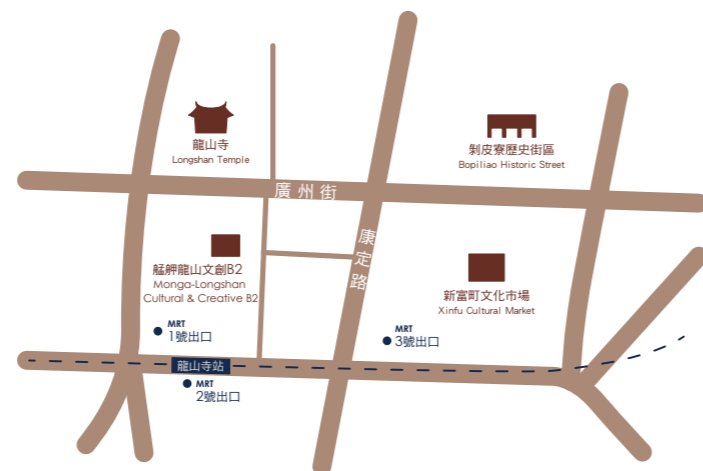 龍山寺
Longshan Temple
剝皮寮歷史街區
Bopiliao Historic Street
廣州街
康定路
艋舺龍山文創B2
Monga-Longshan
Cultural & Creative B2
新富町文化市場
Xinfu Cultural Market
MRT
1號出口
MRT
3號出口
龍山寺站
MRT
2號出口